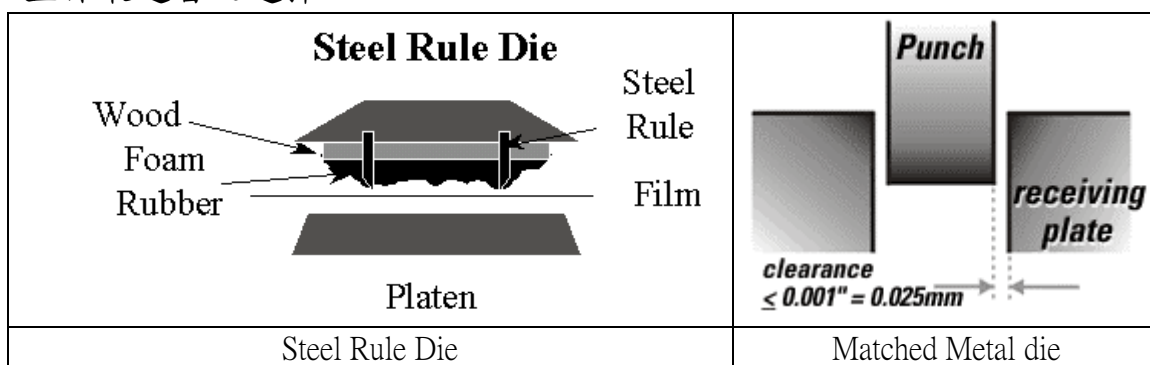 Steel Rule Die
Wood
Foam
Rubber
Steel
Rule
Film
Platen
Punch
receiving
plate
clearance
≤ 0.001" = 0.025mm
Steel Rule Die
Matched Metal die